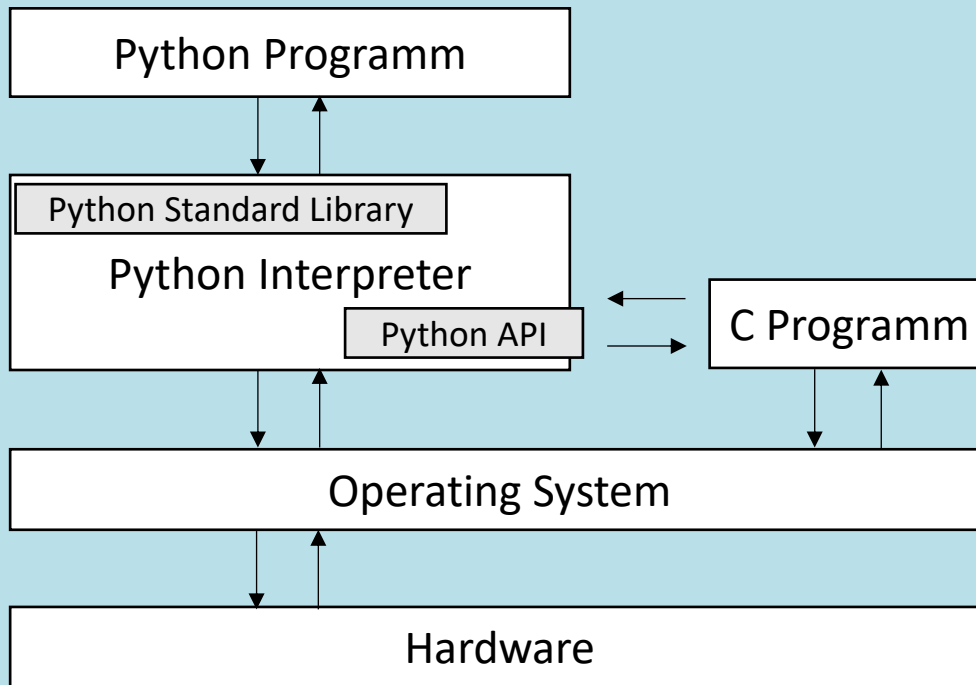 Python Programm
Python Standard Library
Python Interpreter
Python API
C Programm
Operating System
Hardware